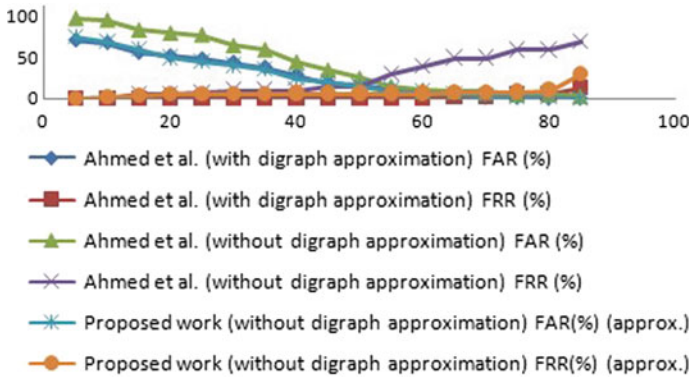 100
50
0
0 20 40 60 80 100
Ahmed et al. (with digraph approximation) FAR (%)
Ahmed et al. (with digraph approximation) FRR (%)
Ahmed et al. (without digraph approximation) FAR (%)
Ahmed et al. (without digraph approximation) FRR (%)
Proposed work (without digraph approximation) FAR(%) (approx.)
Proposed work (without digraph approximation) FRR(%) (approx.)